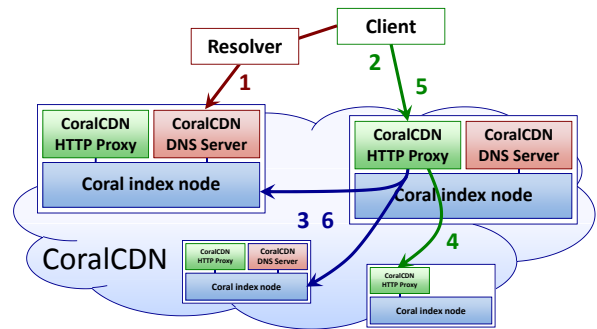 Client
Resolver
2
1
5
CoralCDN
HTTP Proxy
CoralCDN
DNS Server
Coral index node
CoralCDN
HTTP Proxy
CoralCDN
DNS Server
Coral index node
3 6
4
CoralCDN
CoralCDN
HTTP Proxy
CoralCDN
DNS Server
Coral index node
CoralCDN
HTTP Proxy
Coral index node